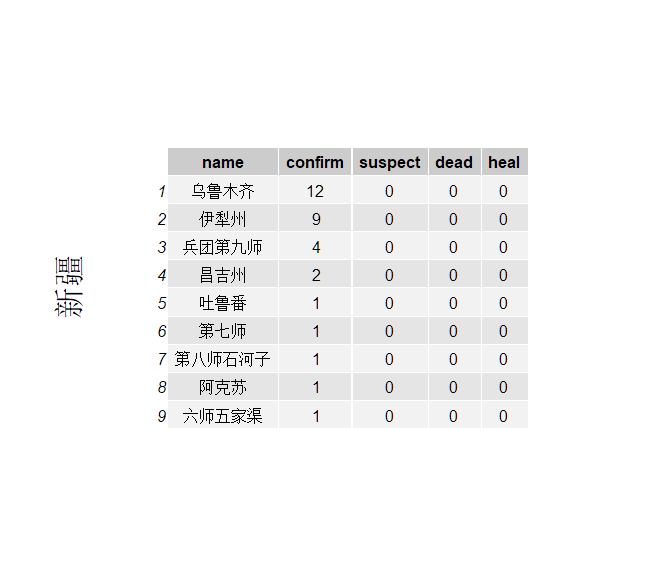 新疆
name confirm suspect dead heal
1 乌鲁木齐 12 0 0 0
2 伊犁州 9 0 0 0
3 兵团第九师 4 0 0 0
4 昌吉州 2 0 0 0
5 吐鲁番 1 0 0 0
6 第七师 1 0 0 0
7 第八师石河子 1 0 0 0
8 阿克苏 1 0 0 0
9 六师五家渠 1 0 0 0